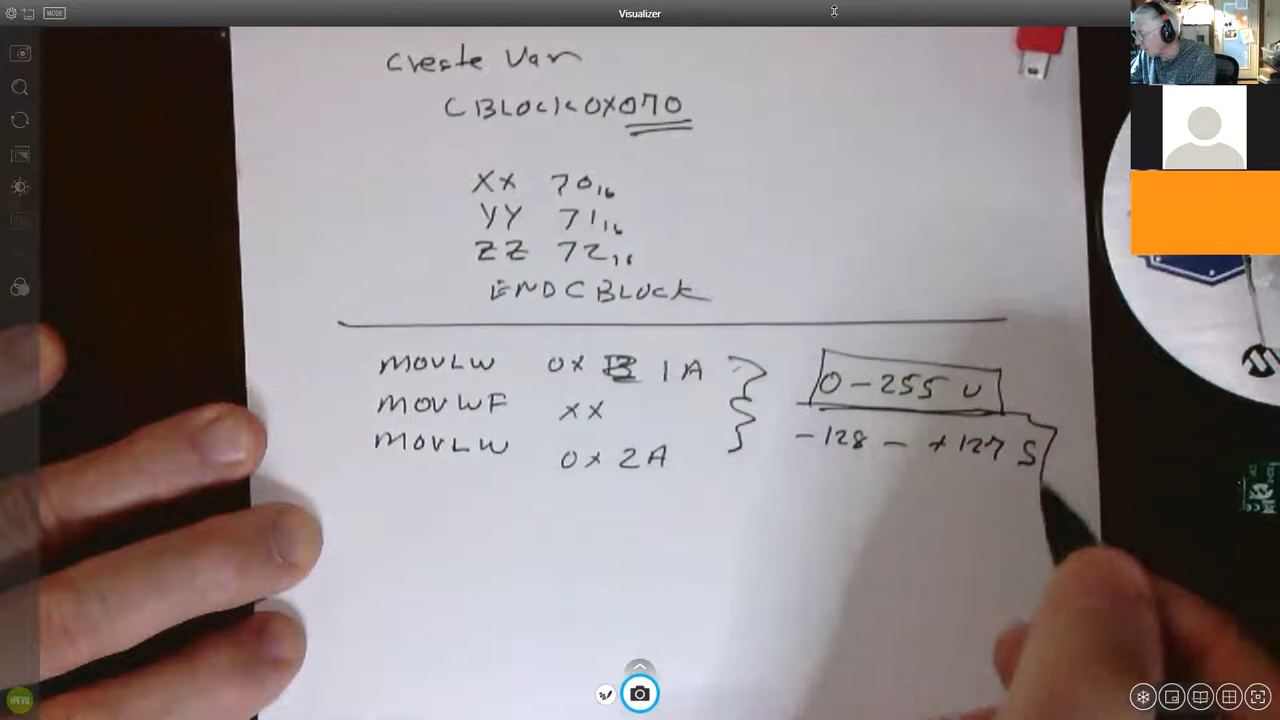 MODE
Visualizer
Create Var
CBLOCK 0x070
XX 70₁₆
YY 71₁₆
ZZ 72₁₆
ENDCBLOCK
MOVLW 0x 1A
MOVWF XX
MOVLW 0x 2A
0 - 255 U
-128 - +127 S